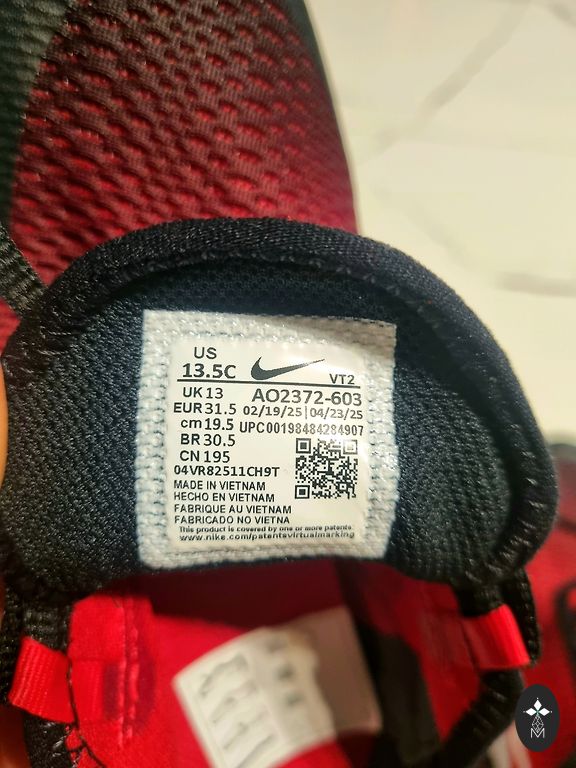 US
13.5C
VT2
UK 13
AO2372-603
EUR 31.5
02/19/25 | 04/23/25
cm 19.5
UPC00198484284907
BR 30.5
CN 195
04VR82511CH9T
MADE IN VIETNAM
HECHO EN VIETNAM
FABRIQUE AU VIETNAM
FABRICADO NO VIETNA
This product is covered by one or more patents.
www.nike.com/patentsvirtualmarking
M